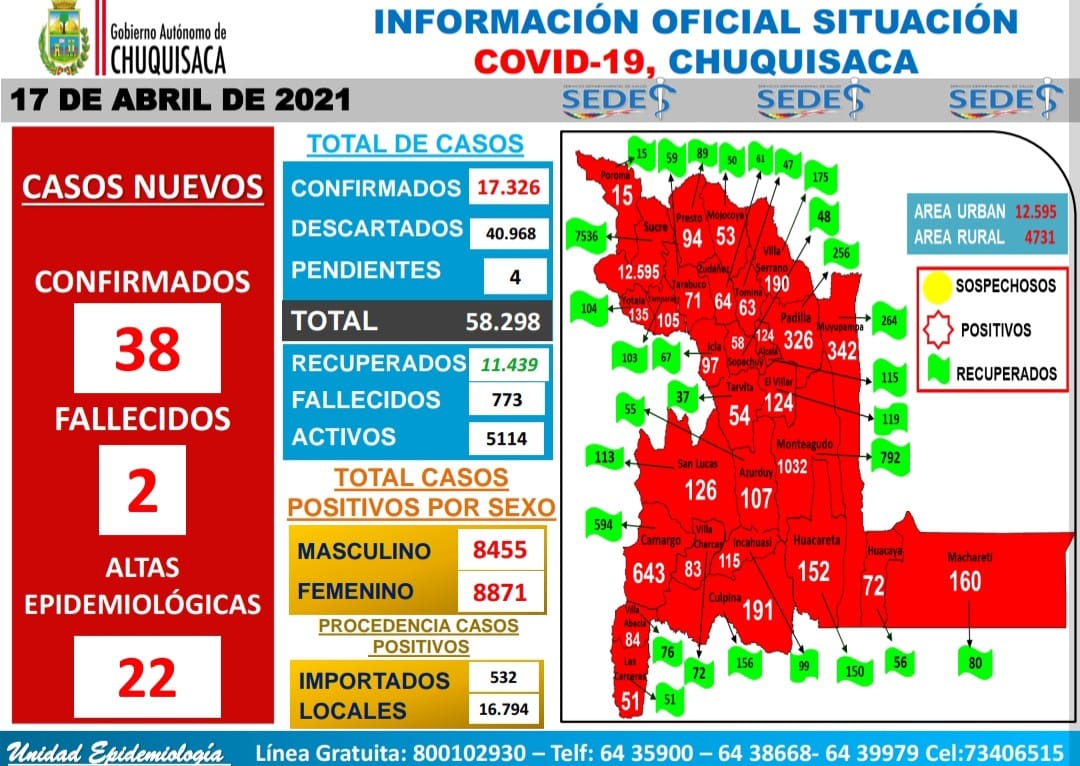 Gobierno Autónomo de
CHUQUISACA
INFORMACIÓN OFICIAL SITUACIÓN
COVID-19, CHUQUISACA
17 DE ABRIL DE 2021
SEDES
SEDES
SEDES
CASOS NUEVOS
CONFIRMADOS
38
FALLECIDOS
2
ALTAS
EPIDEMIOLÓGICAS
22
TOTAL DE CASOS
CONFIRMADOS 17.326
DESCARTADOS 40.968
PENDIENTES 4
TOTAL 58.298
RECUPERADOS 11.439
FALLECIDOS 773
ACTIVOS 5114
TOTAL CASOS
POSITIVOS POR SEXO
MASCULINO 8455
FEMENINO 8871
PROCEDENCIA CASOS
POSITIVOS
IMPORTADOS 532
LOCALES 16.794
15 59 89 50 61 47
175
48
256
7536
104
103
67
37
55
113
594
264
115
119
792
Poroma
15
Sucre
12.595
Presto
94
Mojocoya
53
Villa
Serrano
190
Zudáñez
64
Tarabuco
71
Tomina
63
Yotala
135
105
Padilla
326
Muyupampa
342
Icla
97
58
Sopachuy
124
Alcalá
Tarvita
54
El Villar
124
Monteagudo
1032
San Lucas
126
Azurduy
107
Camargo
643
Villa
Charcas
83
Incahuasi
115
Huacareta
152
Huacaya
72
Machareti
160
Culpina
191
Villa
Abecia
84
Las
Carreras
51
76
51
72
156
99
150
56
80
AREA URBAN 12.595
AREA RURAL 4731
SOSPECHOSOS
POSITIVOS
RECUPERADOS
Unidad Epidemiología
Línea Gratuita: 800102930 – Telf: 64 35900 – 64 38668- 64 39979 Cel:73406515